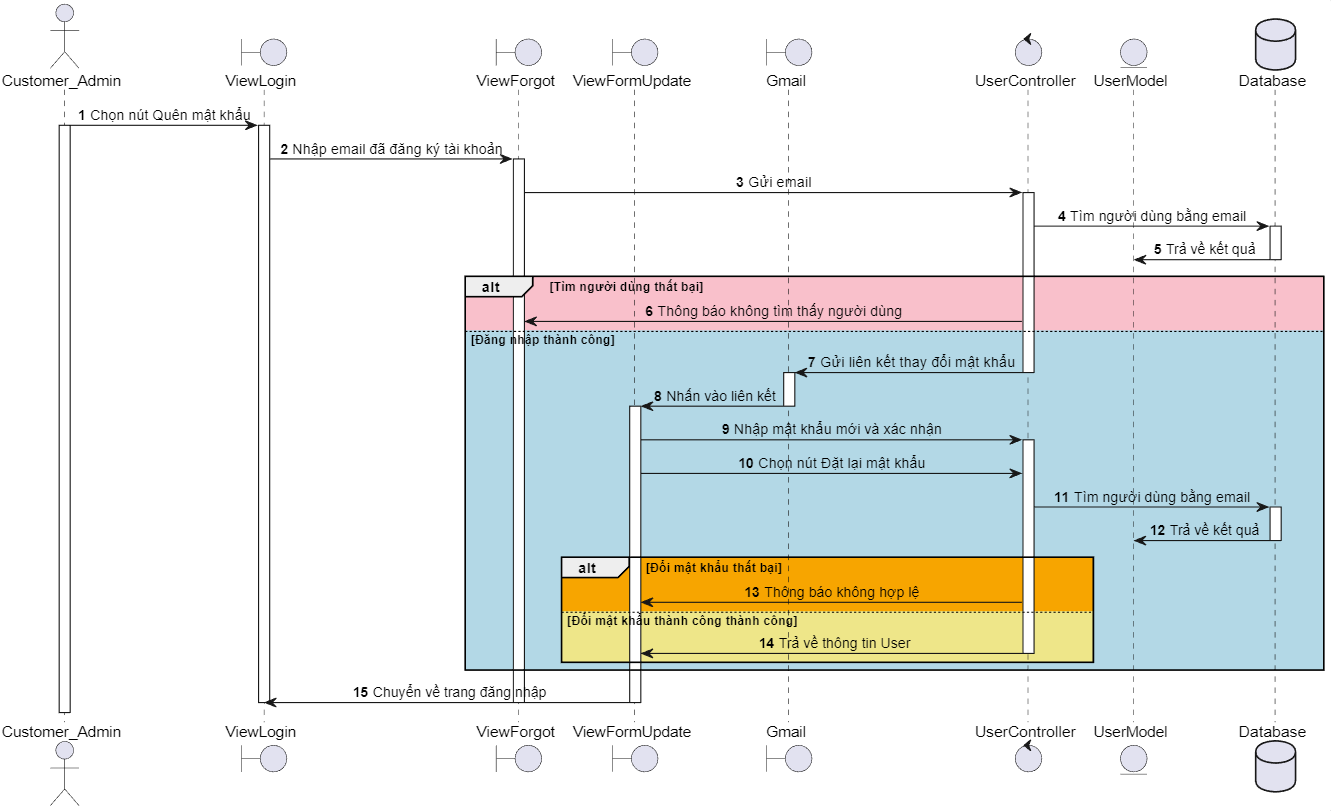 Customer_Admin
ViewLogin
ViewForgot
ViewFormUpdate
Gmail
UserController
UserModel
Database
1 Chọn nút Quên mật khẩu
2 Nhập email đã đăng ký tài khoản
3 Gửi email
4 Tìm người dùng bằng email
5 Trả về kết quả
alt
[Tìm người dùng thất bại]
6 Thông báo không tìm thấy người dùng
[Đăng nhập thành công]
7 Gửi liên kết thay đổi mật khẩu
8 Nhấn vào liên kết
9 Nhập mật khẩu mới và xác nhận
10 Chọn nút Đặt lại mật khẩu
11 Tìm người dùng bằng email
12 Trả về kết quả
alt
[Đổi mật khẩu thất bại]
13 Thông báo không hợp lệ
[Đổi mật khẩu thành công thành công]
14 Trả về thông tin User
15 Chuyển về trang đăng nhập
Customer_Admin
ViewLogin
ViewForgot
ViewFormUpdate
Gmail
UserController
UserModel
Database